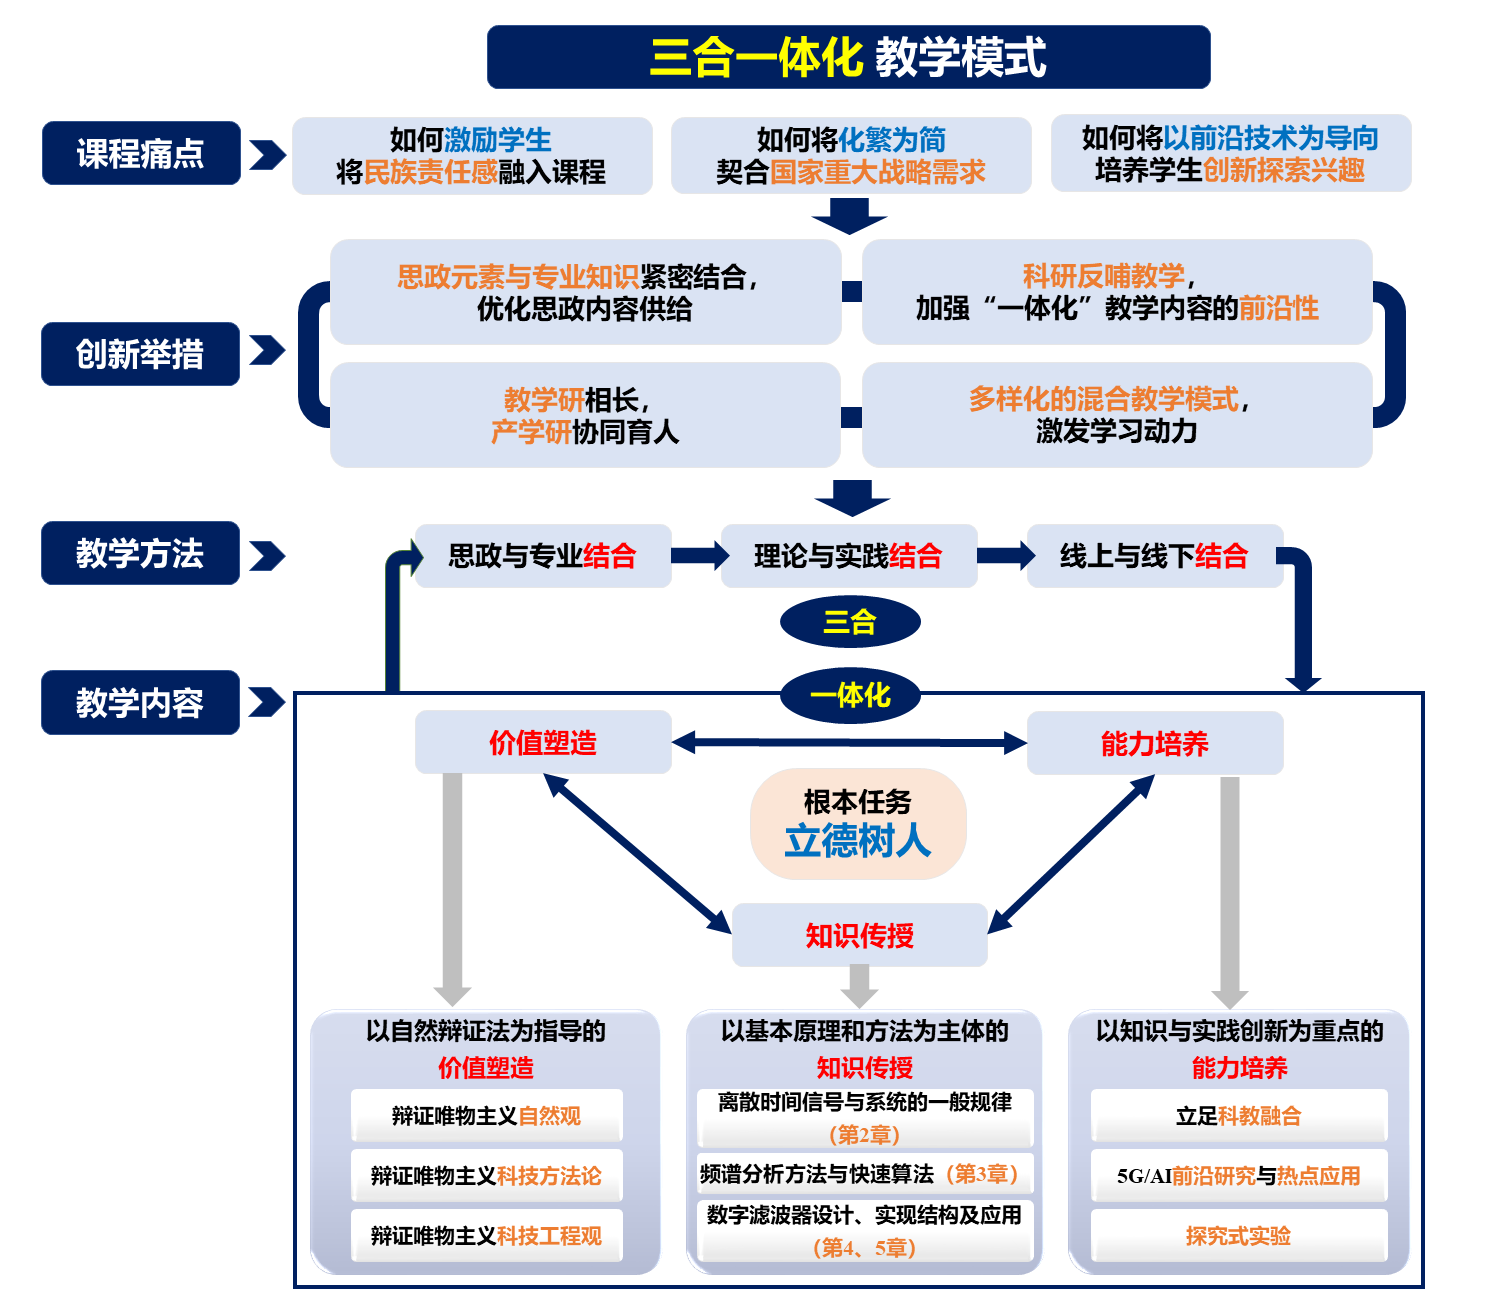 三合一体化 教学模式
课程痛点
如何激励学生
将民族责任感融入课程
如何将化繁为简
契合国家重大战略需求
如何将以前沿技术为导向
培养学生创新探索兴趣
创新举措
思政元素与专业知识紧密结合，
优化思政内容供给
科研反哺教学，
加强“一体化”教学内容的前沿性
教学研相长，
产学研协同育人
多样化的混合教学模式，
激发学习动力
教学方法
思政与专业结合
理论与实践结合
线上与线下结合
三合
教学内容
一体化
价值塑造
能力培养
根本任务
立德树人
知识传授
以自然辩证法为指导的
价值塑造
辩证唯物主义自然观
辩证唯物主义科技方法论
辩证唯物主义科技工程观
以基本原理和方法为主体的
知识传授
离散时间信号与系统的一般规律
（第2章）
频谱分析方法与快速算法（第3章）
数字滤波器设计、实现结构及应用
（第4、5章）
以知识与实践创新为重点的
能力培养
立足科教融合
5G/AI前沿研究与热点应用
探究式实验